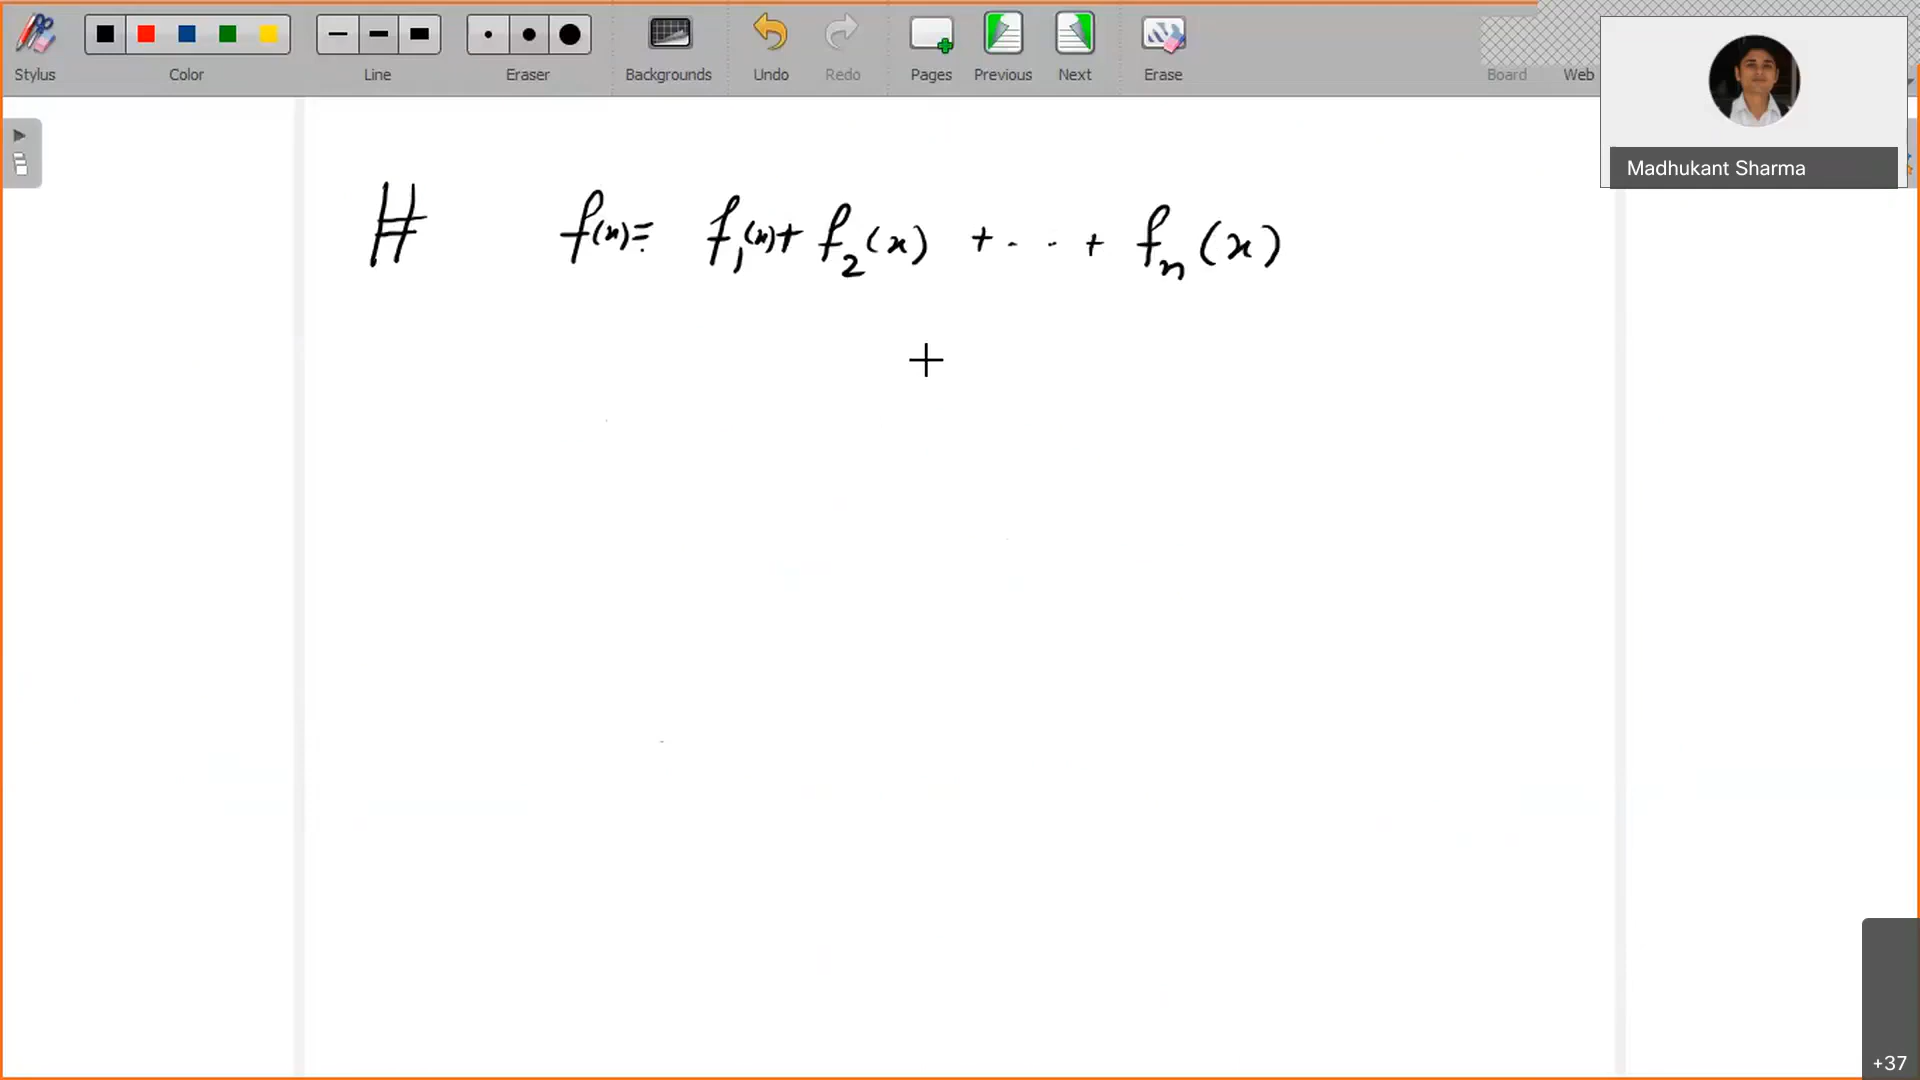 Stylus Color Line Eraser Backgrounds Undo Redo Pages Previous Next Erase Board Web
Madhukant Sharma
# f(x) = f₁(x) + f₂(x) + . . . + fₙ(x)
+37